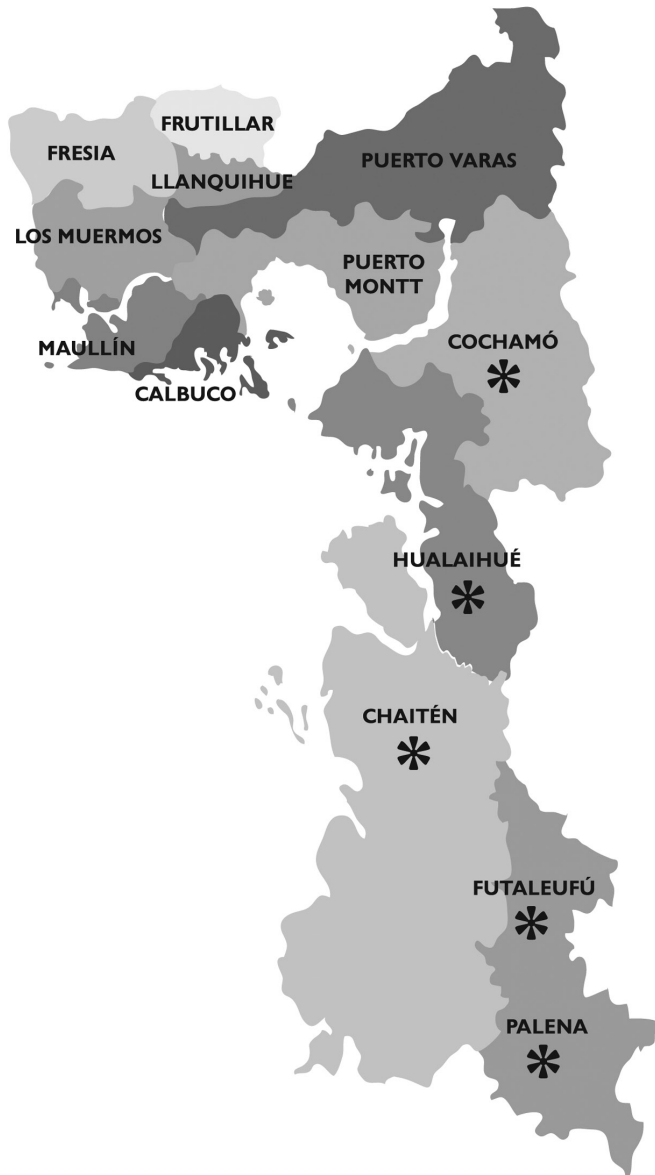 FRUTILLAR
FRESIA
PUERTO VARAS
LLANQUIHUE
LOS MUERMOS
PUERTO
MONTT
COCHAMÓ
MAULLÍN
CALBUCO
HUALAIHUÉ
CHAITÉN
FUTALEUFÚ
PALENA